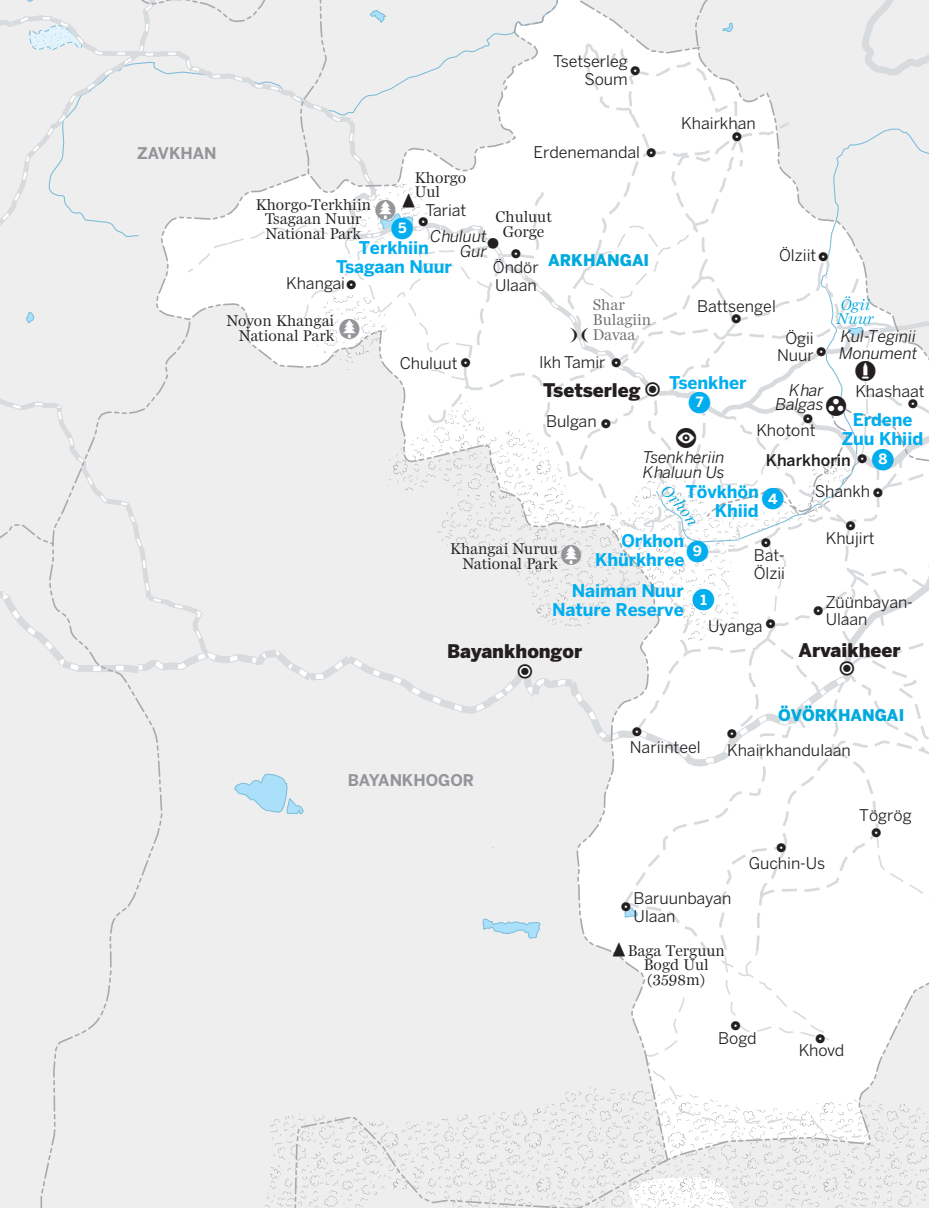 Tsetserleg
Soum
Khairkhan
ZAVKHAN
Erdenemandal
Khorgo
Uul
Khorgo-Terkhiin
Tsagaan Nuur
National Park
Tariat
5
Terkhiin
Tsagaan Nuur
Chuluut
Gur
Chuluut
Gorge
Öndör
Ulaan
ARKHANGAI
Ölziit
Khangai
Noyon Khangai
National Park
Shar
Bulagiin
Davaa
Battsengel
Ögii
Nuur
Ögii
Nuur
Kul-Teginii
Monument
Chuluut
Ikh Tamir
Tsetserleg
Tsenkher
7
Khar
Balgas
Khashaat
Bulgan
Khotont
Erdene
Zuu Khiid
8
Tsenkheriin
Khaluun Us
Kharkhorin
Orhon
Tövkhön
Khiid
4
Shankh
Khujirt
Khangai Nuruu
National Park
Orkhon
Khürkhree
9
Bat-
Ölzii
Naiman Nuur
Nature Reserve
1
Züünbayan-
Ulaan
Uyanga
Bayankhongor
Arvaikheer
ÖVÖRKHANGAI
Nariinteel
Khairkhandulaan
BAYANKHOGOR
Tögrög
Guchin-Us
Baruunbayan
Ulaan
Baga Terguun
Bogd Uul
(3598m)
Bogd
Khovd